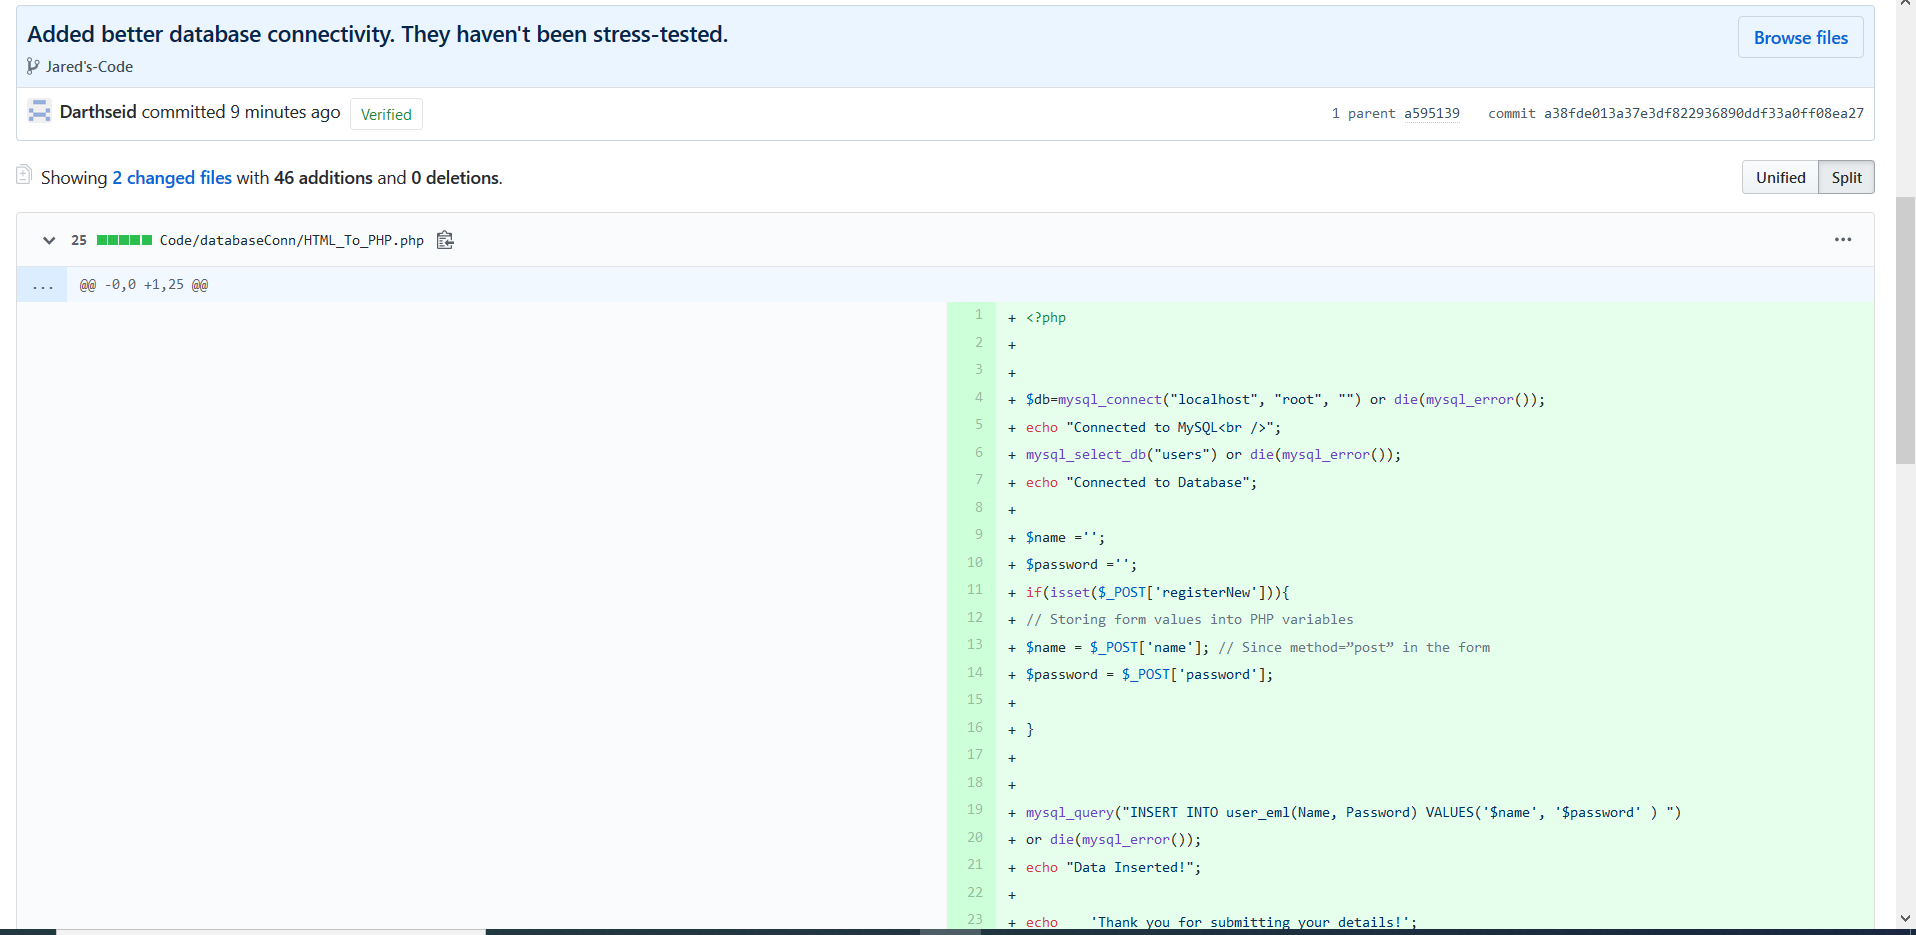 Added better database connectivity. They haven't been stress-tested.
Browse files
Jared's-Code
Darthseid committed 9 minutes ago Verified
1 parent a595139 commit a38fde013a37e3df822936890ddf33a0ff08ea27
Showing 2 changed files with 46 additions and 0 deletions.
Unified Split
25 Code/databaseConn/HTML_To_PHP.php ...
... @@ -0,0 +1,25 @@
1 + <?php
2 +
3 +
4 + $db=mysql_connect("localhost", "root", "") or die(mysql_error());
5 + echo "Connected to MySQL<br />";
6 + mysql_select_db("users") or die(mysql_error());
7 + echo "Connected to Database";
8 +
9 + $name ='';
10 + $password ='';
11 + if(isset($_POST['registerNew'])){
12 + // Storing form values into PHP variables
13 + $name = $_POST['name']; // Since method=”post” in the form
14 + $password = $_POST['password'];
15 +
16 + }
17 +
18 +
19 + mysql_query("INSERT INTO user_eml(Name, Password) VALUES('$name', '$password' ) ")
20 + or die(mysql_error());
21 + echo "Data Inserted!";
22 +
23 + echo    'Thank you for submitting your details!';